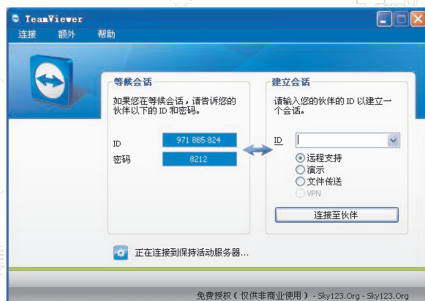 TeamViewer
连接 额外 帮助
等候会话
如果您在等候会话，请告诉您的
伙伴以下的 ID 和密码。
ID 971 885 824
密码 8212
建立会话
请输入您的伙伴的 ID 以建立一
个会话。
ID
远程支持
演示
文件传送
VPN
连接至伙伴
正在连接到保持活动服务器...
免费授权（仅供非商业使用）- Sky123.Org - Sky123.Org